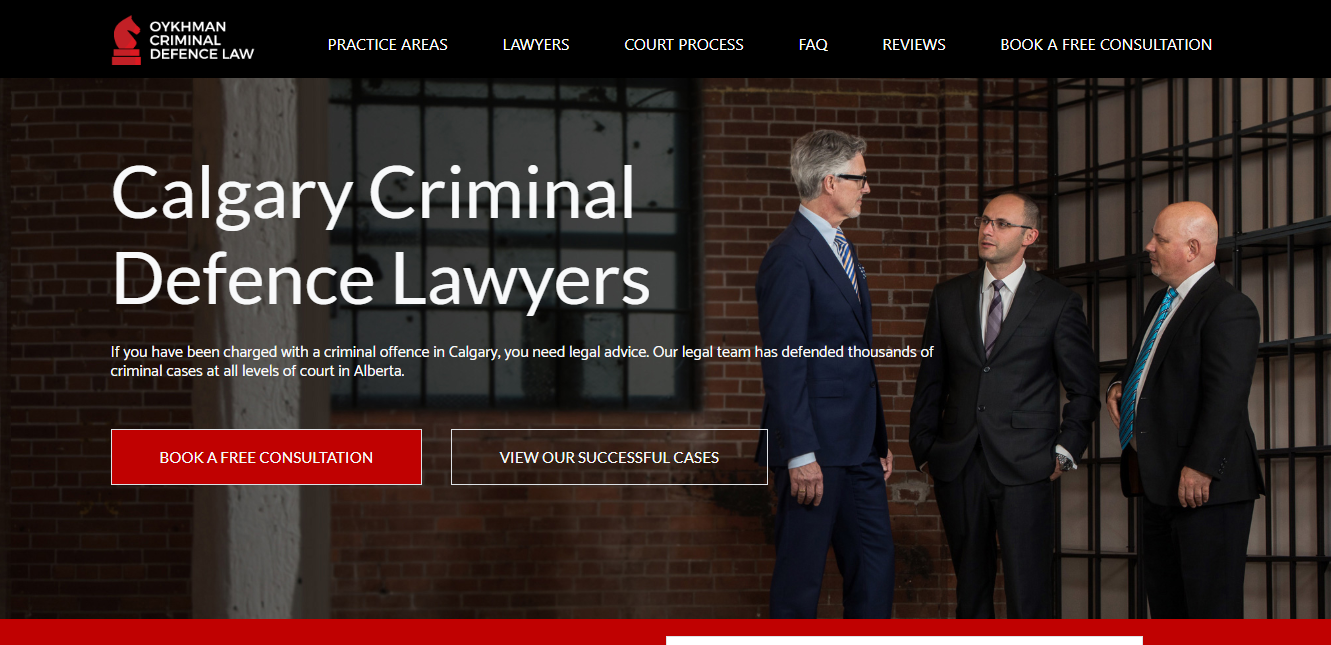 OYKHMAN
CRIMINAL
DEFENCE LAW
PRACTICE AREAS
LAWYERS
COURT PROCESS
FAQ
REVIEWS
BOOK A FREE CONSULTATION
Calgary Criminal
Defence Lawyers
If you have been charged with a criminal offence in Calgary, you need legal advice. Our legal team has defended thousands of
criminal cases at all levels of court in Alberta.
BOOK A FREE CONSULTATION
VIEW OUR SUCCESSFUL CASES